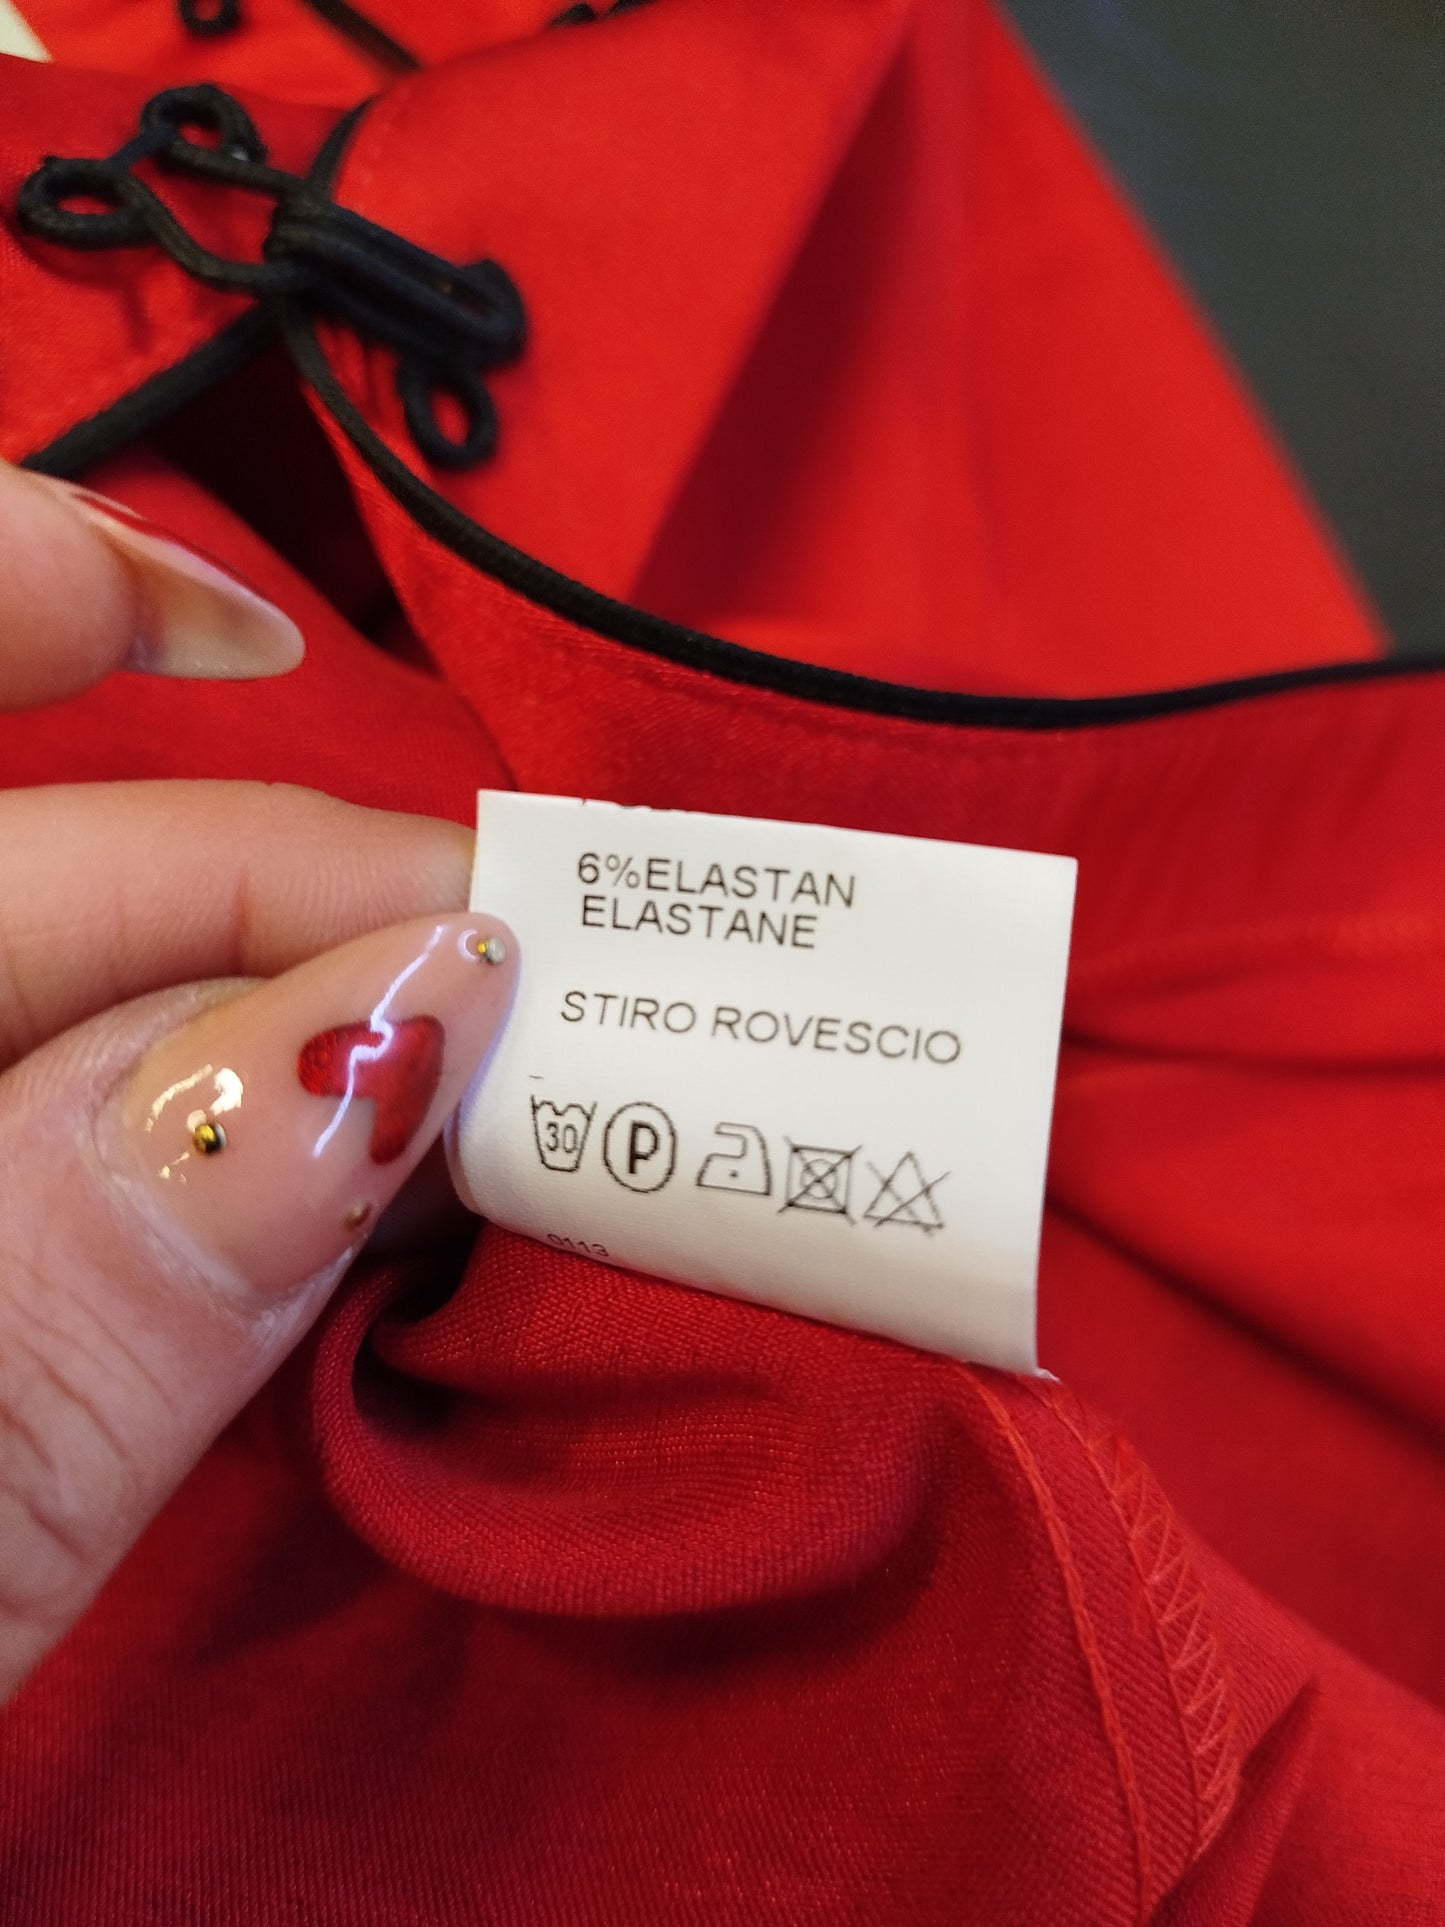 6%ELASTAN
ELASTANE
STIRO ROVESCIO
30 P
0113